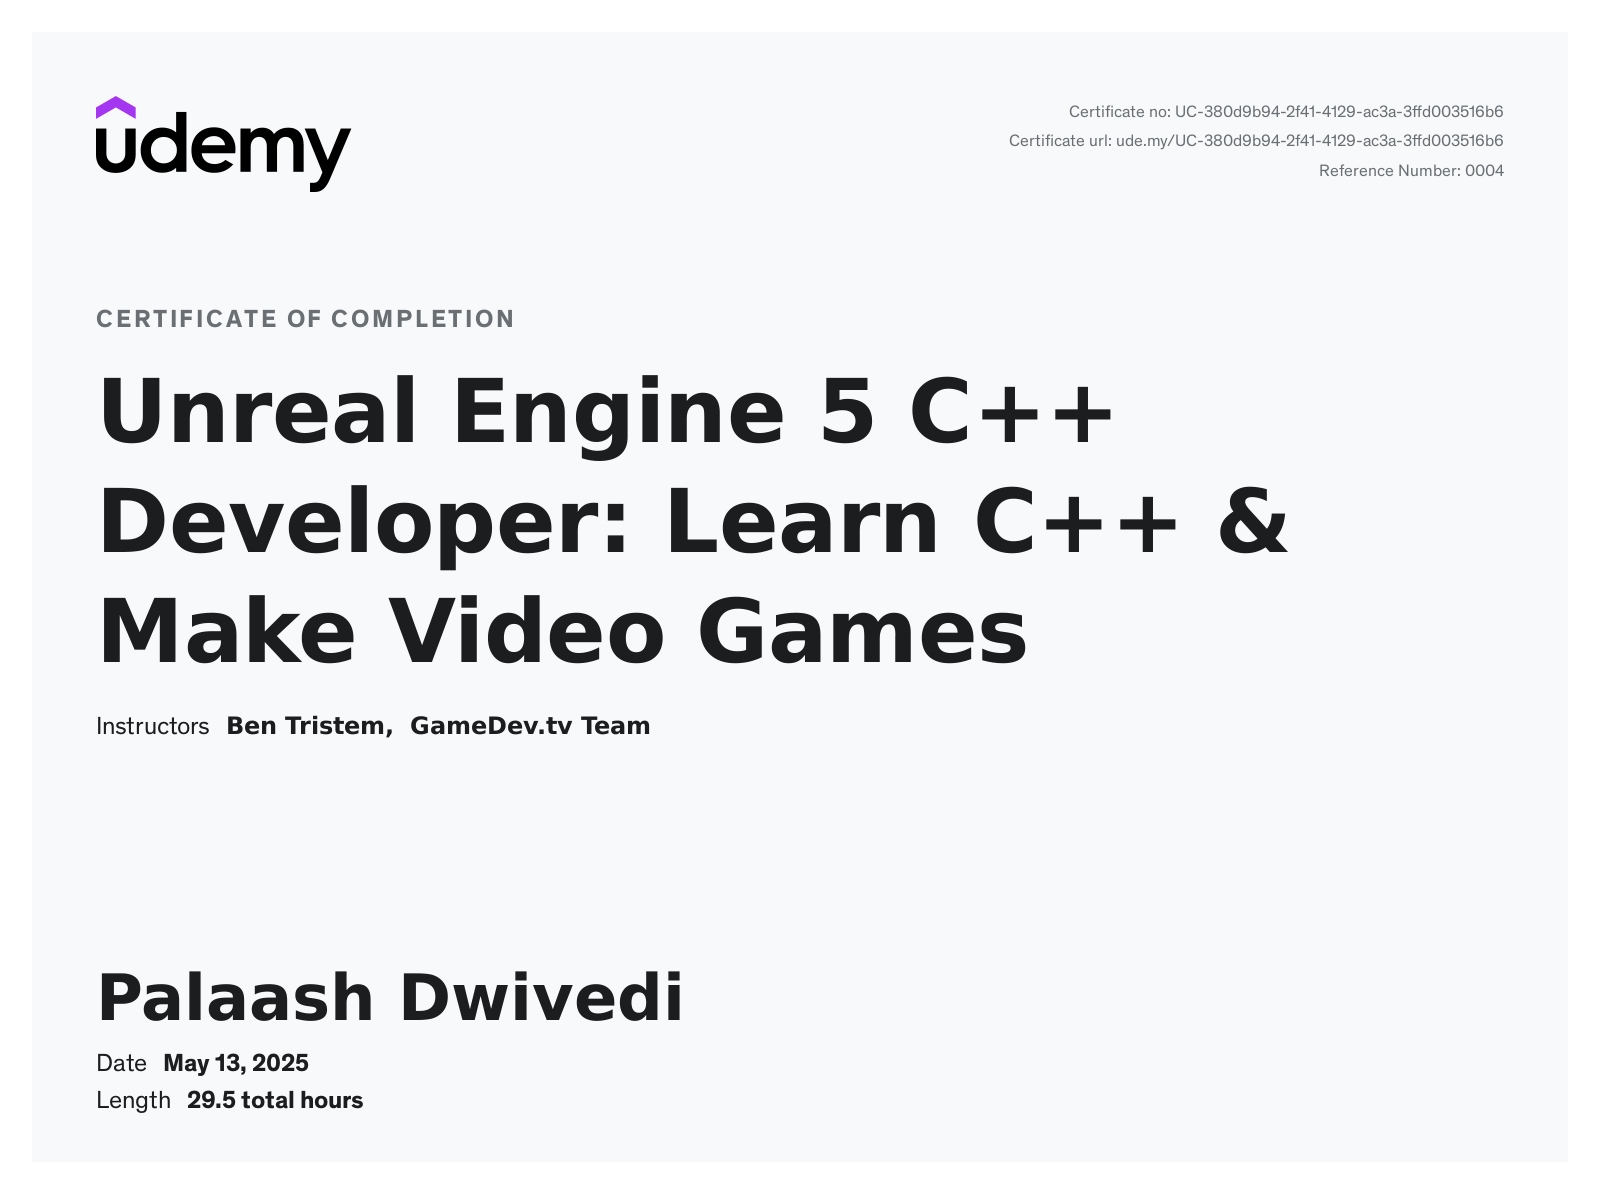 udemy
Certificate no: UC-380d9b94-2f41-4129-ac3a-3ffd003516b6
Certificate url: ude.my/UC-380d9b94-2f41-4129-ac3a-3ffd003516b6
Reference Number: 0004
CERTIFICATE OF COMPLETION
Unreal Engine 5 C++
Developer: Learn C++ &
Make Video Games
Instructors Ben Tristem, GameDev.tv Team
Palaash Dwivedi
Date May 13, 2025
Length 29.5 total hours